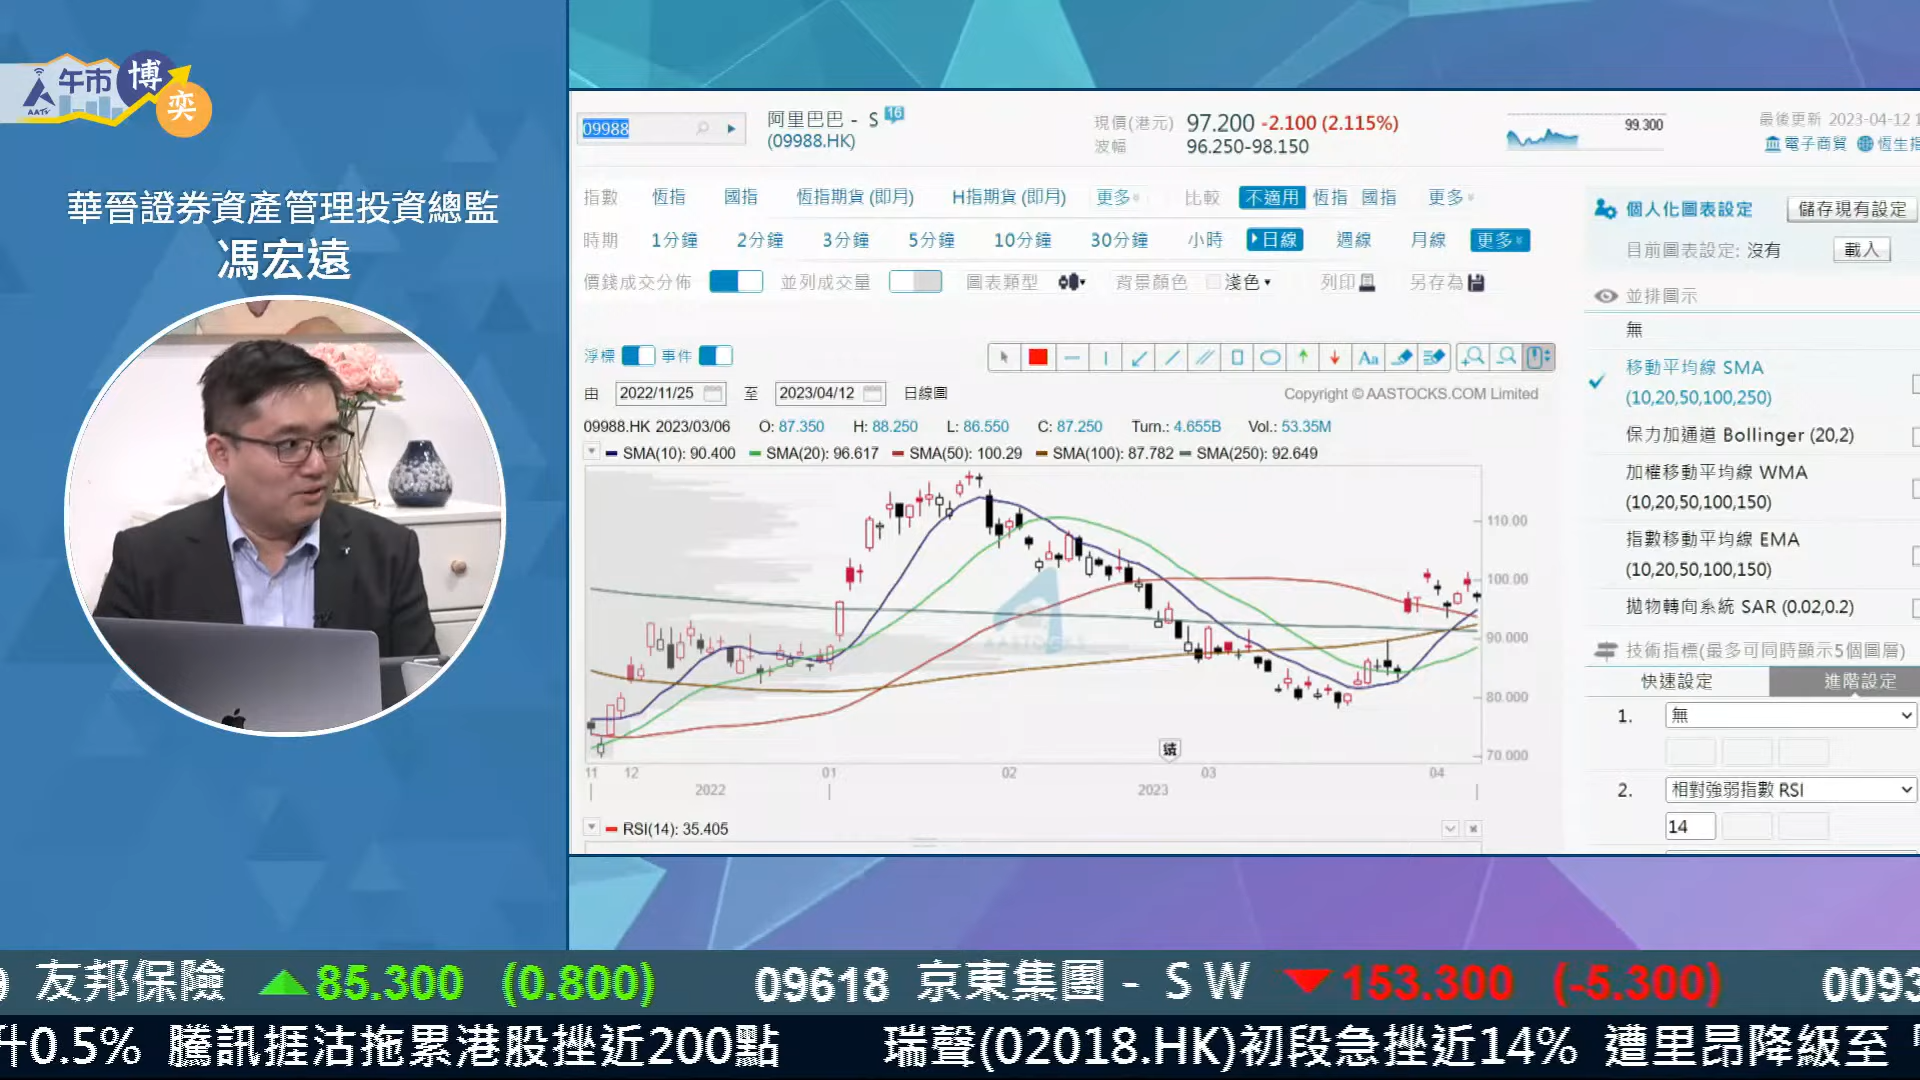 午市博奕
AATV
華晉證券資產管理投資總監
馮宏遠
09988
阿里巴巴 - S 16
(09988.HK)
現價(港元) 97.200 -2.100 (2.115%)
波幅 96.250-98.150
99.300
最後更新 2023-04-12 1
電子商貿 恆生指
指數 恆指 國指 恆指期貨 (即月) H指期貨 (即月) 更多 比較 不適用 恆指 國指 更多
時期 1分鐘 2分鐘 3分鐘 5分鐘 10分鐘 30分鐘 小時 日線 週線 月線 更多
價錢成交分佈 並列成交量 圖表類型 背景顏色 淺色 列印 另存為
浮標 事件
Aa
由 2022/11/25 至 2023/04/12 日線圖
Copyright © AASTOCKS.COM Limited
09988.HK 2023/03/06 O: 87.350 H: 88.250 L: 86.550 C: 87.250 Turn.: 4.655B Vol.: 53.35M
SMA(10): 90.400 SMA(20): 96.617 SMA(50): 100.29 SMA(100): 87.782 SMA(250): 92.649
110.00
100.00
90.000
80.000
70.000
AASTOCKS
績
11 12 01 02 03 04
2022 2023
RSI(14): 35.405
個人化圖表設定 儲存現有設定
目前圖表設定: 沒有 載入
並排圖示
無
移動平均線 SMA
(10,20,50,100,250)
保力加通道 Bollinger (20,2)
加權移動平均線 WMA
(10,20,50,100,150)
指數移動平均線 EMA
(10,20,50,100,150)
拋物轉向系統 SAR (0.02,0.2)
技術指標(最多可同時顯示5個圖層)
快速設定 進階設定
1. 無
2. 相對強弱指數 RSI
14
友邦保險 85.300 (0.800) 09618 京東集團 - S W 153.300 (-5.300) 0093
升0.5% 騰訊捱沽拖累港股挫近200點 瑞聲(02018.HK)初段急挫近14% 遭里昂降級至「